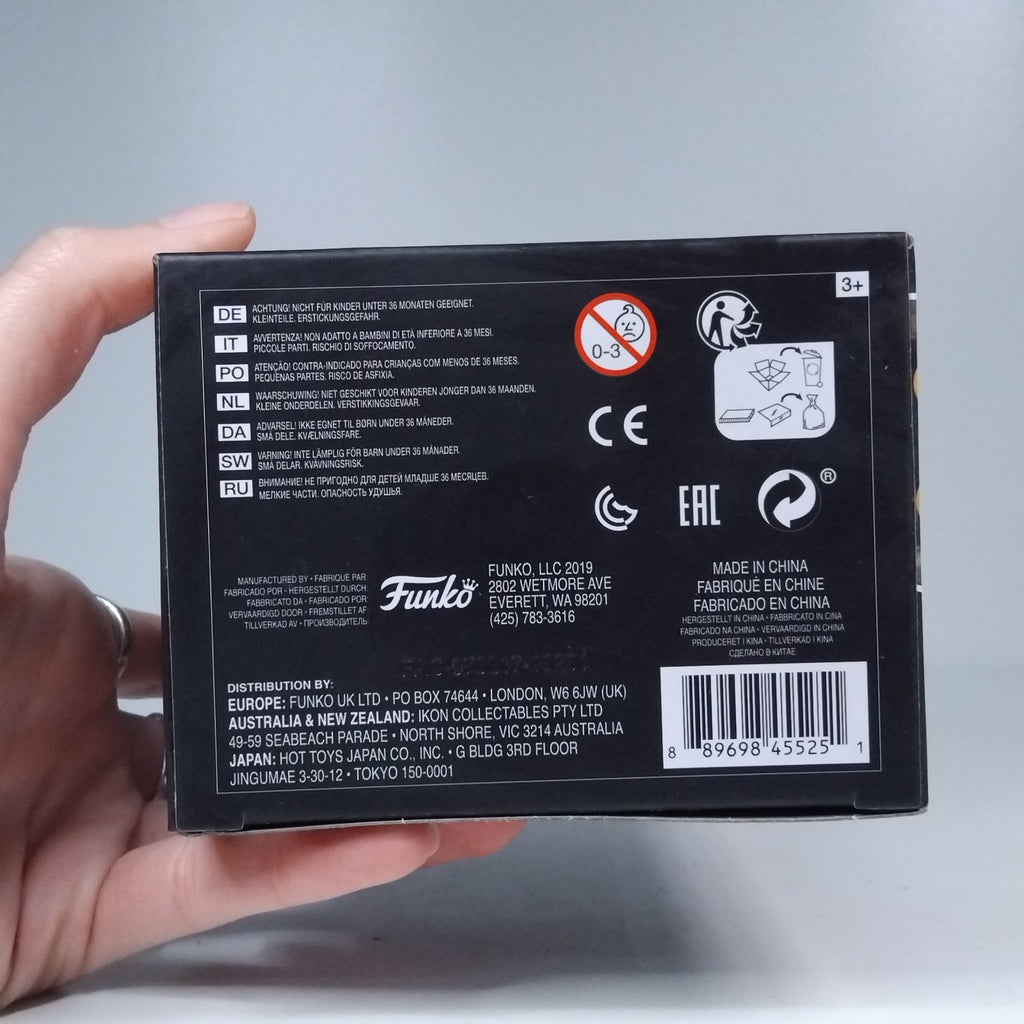 3+
DE ACHTUNG! NICHT FÜR KINDER UNTER 36 MONATEN GEEIGNET.
KLEINTEILE. ERSTICKUNGSGEFAHR.
IT AVVERTENZA! NON ADATTO A BAMBINI DI ETÀ INFERIORE A 36 MESI.
PICCOLE PARTI. RISCHIO DI SOFFOCAMENTO.
PO ATENÇÃO! CONTRA-INDICADO PARA CRIANÇAS COM MENOS DE 36 MESES.
PEQUENAS PARTES. RISCO DE ASFIXIA.
NL WAARSCHUWING! NIET GESCHIKT VOOR KINDEREN JONGER DAN 36 MAANDEN.
KLEINE ONDERDELEN. VERSTIKKINGSGEVAAR.
DA ADVARSEL! IKKE EGNET TIL BØRN UNDER 36 MÅNEDER.
SMÅ DELE. KVÆLNINGSFARE.
SW VARNING! INTE LÄMPLIG FÖR BARN UNDER 36 MÅNADER.
SMÅ DELAR. KVÄVNINGSRISK.
RU ВНИМАНИЕ! НЕ ПРИГОДНО ДЛЯ ДЕТЕЙ МЛАДШЕ 36 МЕСЯЦЕВ.
МЕЛКИЕ ЧАСТИ. ОПАСНОСТЬ УДУШЬЯ.
0-3
CE
EAC
®
MANUFACTURED BY • FABRIQUÉ PAR:
FABRICADO POR • HERGESTELLT DURCH:
FABBRICATO DA • FABRICADO POR:
VERVAARDIGD DOOR • FREMSTILLET AF:
TILLVERKAD AV • ПРОИЗВОДИТЕЛЬ:
Funko
FUNKO, LLC 2019
2802 WETMORE AVE
EVERETT, WA 98201
(425) 783-3616
MADE IN CHINA
FABRIQUÉ EN CHINE
FABRICADO EN CHINA
HERGESTELLT IN CHINA • FABBRICATO IN CINA
FABRICADO NA CHINA • VERVAARDIGD IN CHINA
PRODUCERET I KINA • TILLVERKAD I KINA
СДЕЛАНО В КИТАЕ
DISTRIBUTION BY:
EUROPE: FUNKO UK LTD • PO BOX 74644 • LONDON, W6 6JW (UK)
AUSTRALIA & NEW ZEALAND: IKON COLLECTABLES PTY LTD
49-59 SEABEACH PARADE • NORTH SHORE, VIC 3214 AUSTRALIA
JAPAN: HOT TOYS JAPAN CO., INC. • G BLDG 3RD FLOOR
JINGUMAE 3-30-12 • TOKYO 150-0001
8 89698 45525 1